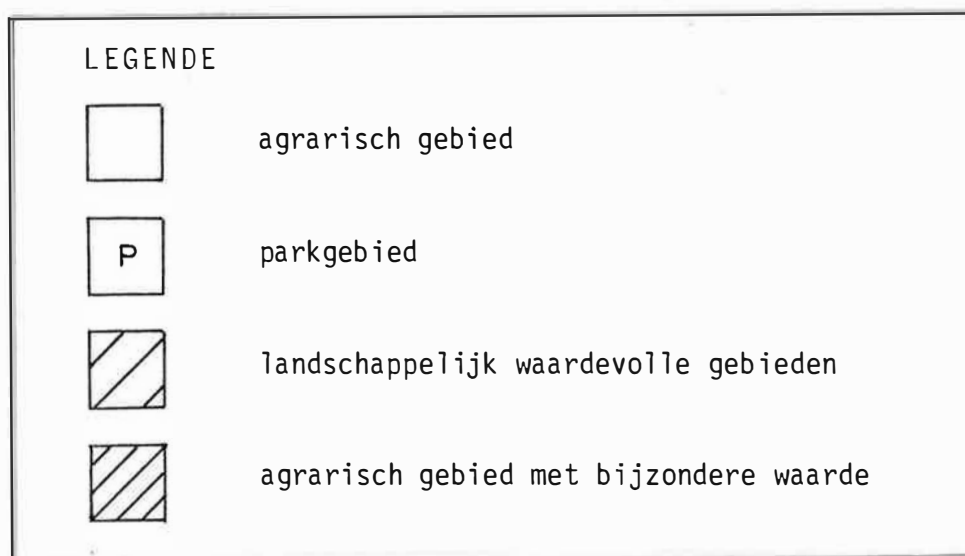 LEGENDE
agrarisch gebied
P parkgebied
landschappelijk waardevolle gebieden
agrarisch gebied met bijzondere waarde